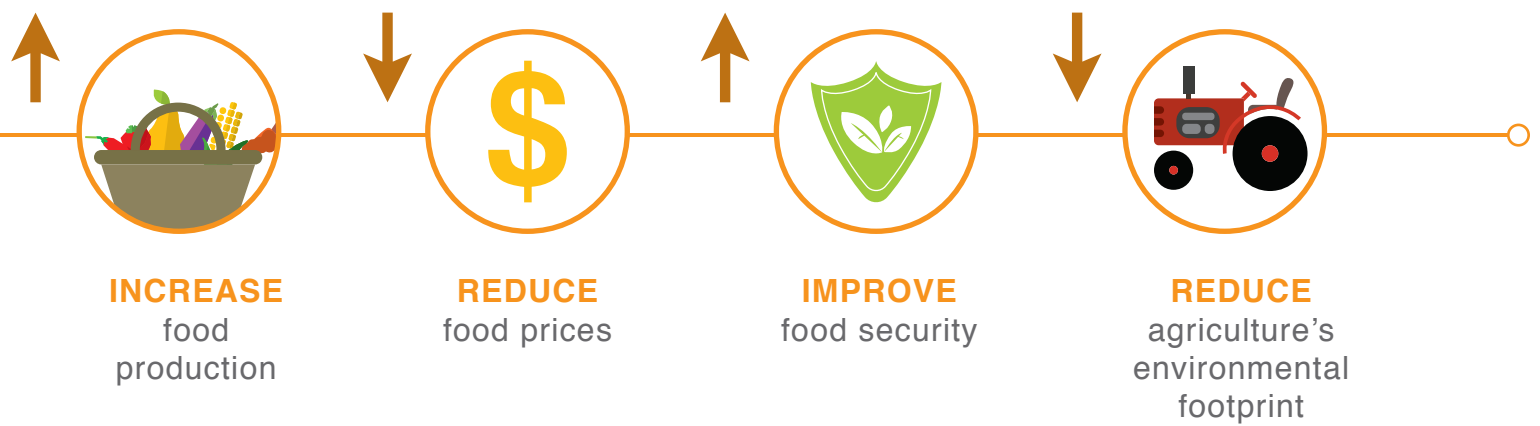 $
INCREASE
food
production
REDUCE
food prices
IMPROVE
food security
REDUCE
agriculture's
environmental
footprint